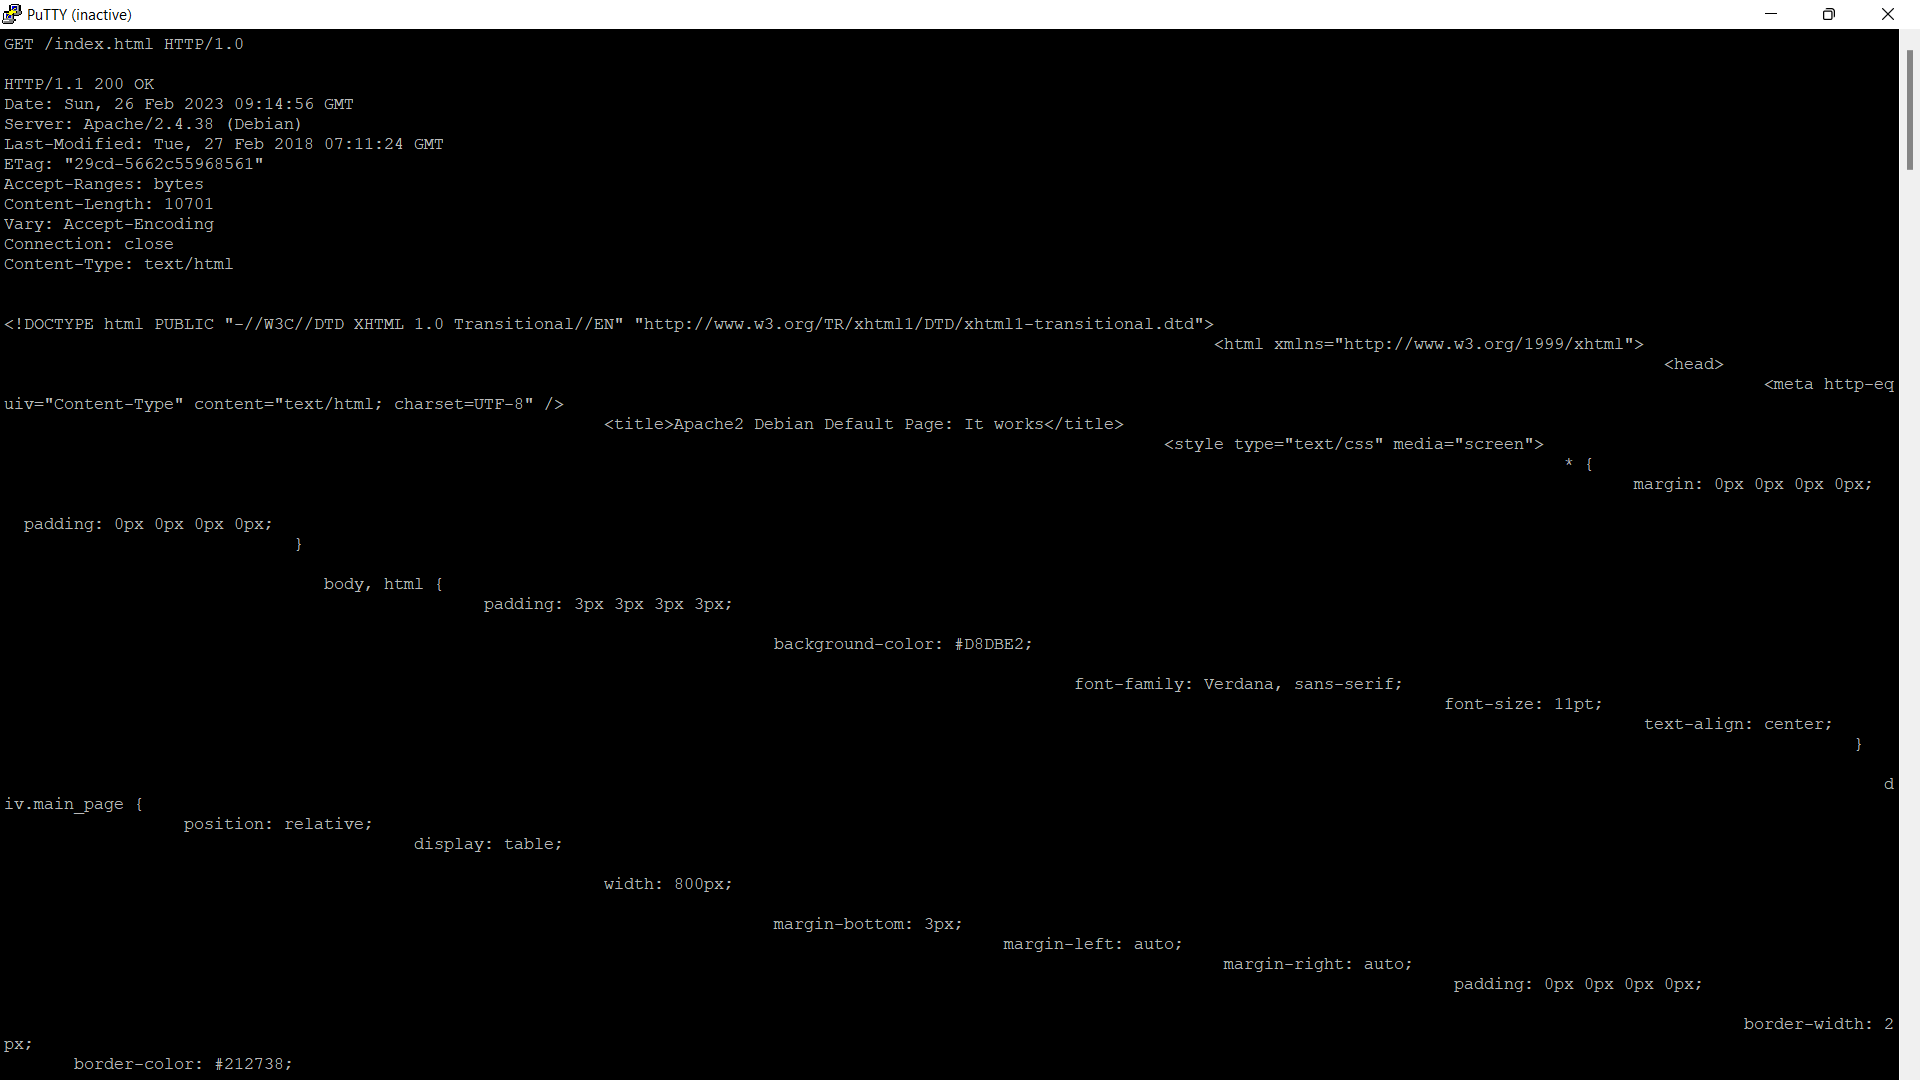 PuTTY (inactive)
GET /index.html HTTP/1.0
HTTP/1.1 200 OK
Date: Sun, 26 Feb 2023 09:14:56 GMT
Server: Apache/2.4.38 (Debian)
Last-Modified: Tue, 27 Feb 2018 07:11:24 GMT
ETag: "29cd-5662c55968561"
Accept-Ranges: bytes
Content-Length: 10701
Vary: Accept-Encoding
Connection: close
Content-Type: text/html
<!DOCTYPE html PUBLIC "-//W3C//DTD XHTML 1.0 Transitional//EN" "http://www.w3.org/TR/xhtml1/DTD/xhtml1-transitional.dtd">
<html xmlns="http://www.w3.org/1999/xhtml">
<head>
<meta http-eq
uiv="Content-Type" content="text/html; charset=UTF-8" />
<title>Apache2 Debian Default Page: It works</title>
<style type="text/css" media="screen">
* {
margin: 0px 0px 0px 0px;
padding: 0px 0px 0px 0px;
}
body, html {
padding: 3px 3px 3px 3px;
background-color: #D8DBE2;
font-family: Verdana, sans-serif;
font-size: 11pt;
text-align: center;
}
d
iv.main_page {
position: relative;
display: table;
width: 800px;
margin-bottom: 3px;
margin-left: auto;
margin-right: auto;
padding: 0px 0px 0px 0px;
border-width: 2
px;
border-color: #212738;